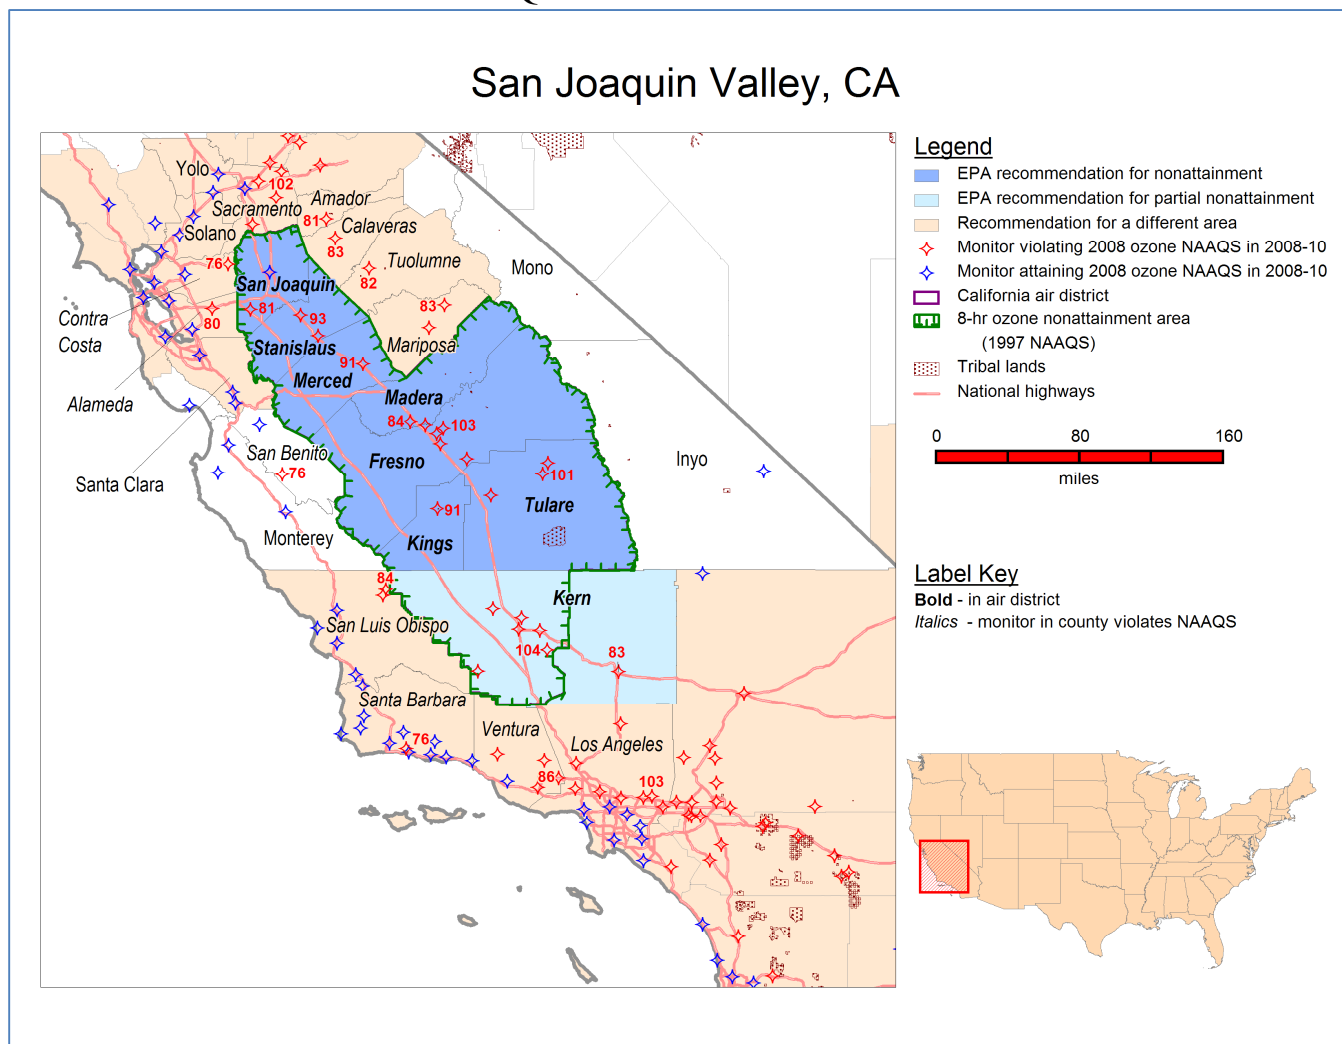 San Joaquin Valley, CA
Yolo
102
Amador
Sacramento
81
Calaveras
Solano
83
76
Tuolumne
Mono
San Joaquin
82
83
81
Contra
Costa
80
93
Mariposa
Stanislaus
91
Merced
Madera
Alameda
84
103
San Benito
Fresno
Inyo
76
101
Santa Clara
Tulare
91
Monterey
Kings
84
Kern
San Luis Obispo
104
83
Santa Barbara
Ventura
76
Los Angeles
86
103
Legend
EPA recommendation for nonattainment
EPA recommendation for partial nonattainment
Recommendation for a different area
Monitor violating 2008 ozone NAAQS in 2008-10
Monitor attaining 2008 ozone NAAQS in 2008-10
California air district
8-hr ozone nonattainment area
(1997 NAAQS)
Tribal lands
National highways
0 80 160
miles
Label Key
Bold - in air district
Italics - monitor in county violates NAAQS